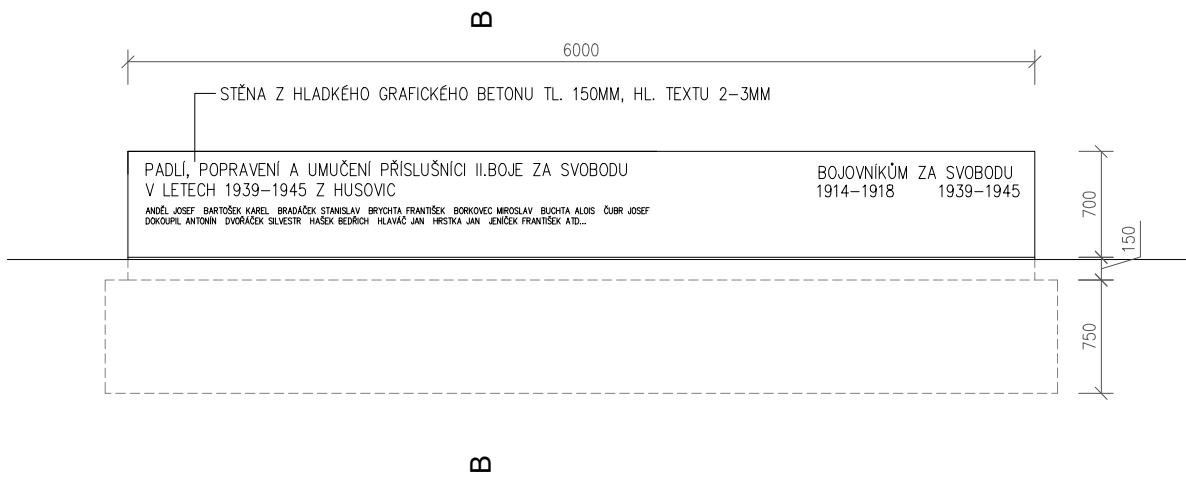 B
6000
STĚNA Z HLADKÉHO GRAFICKÉHO BETONU TL. 150MM, HL. TEXTU 2-3MM
PADLÍ, POPRAVENÍ A UMUČENÍ PŘÍSLUŠNÍCI II.BOJE ZA SVOBODU
V LETECH 1939-1945 Z HUSOVIC
ANDĚL JOSEF BARTOŠEK KAREL BRADÁČEK STANISLAV BRYCHTA FRANTIŠEK BORKOVEC MIROSLAV BUCHTA ALOIS ČUBR JOSEF
DOKOUPIL ANTONÍN DVOŘÁČEK SILVESTR HAŠEK BEDŘICH HLAVÁČ JAN HRSTKA JAN JENÍČEK FRANTIŠEK ATD...
BOJOVNÍKŮM ZA SVOBODU
1914-1918 1939-1945
700
150
750
B